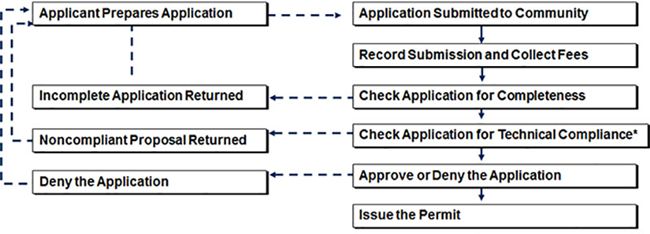 Applicant Prepares Application
Application Submitted to Community
Record Submission and Collect Fees
Incomplete Application Returned
Check Application for Completeness
Noncompliant Proposal Returned
Check Application for Technical Compliance*
Deny the Application
Approve or Deny the Application
Issue the Permit